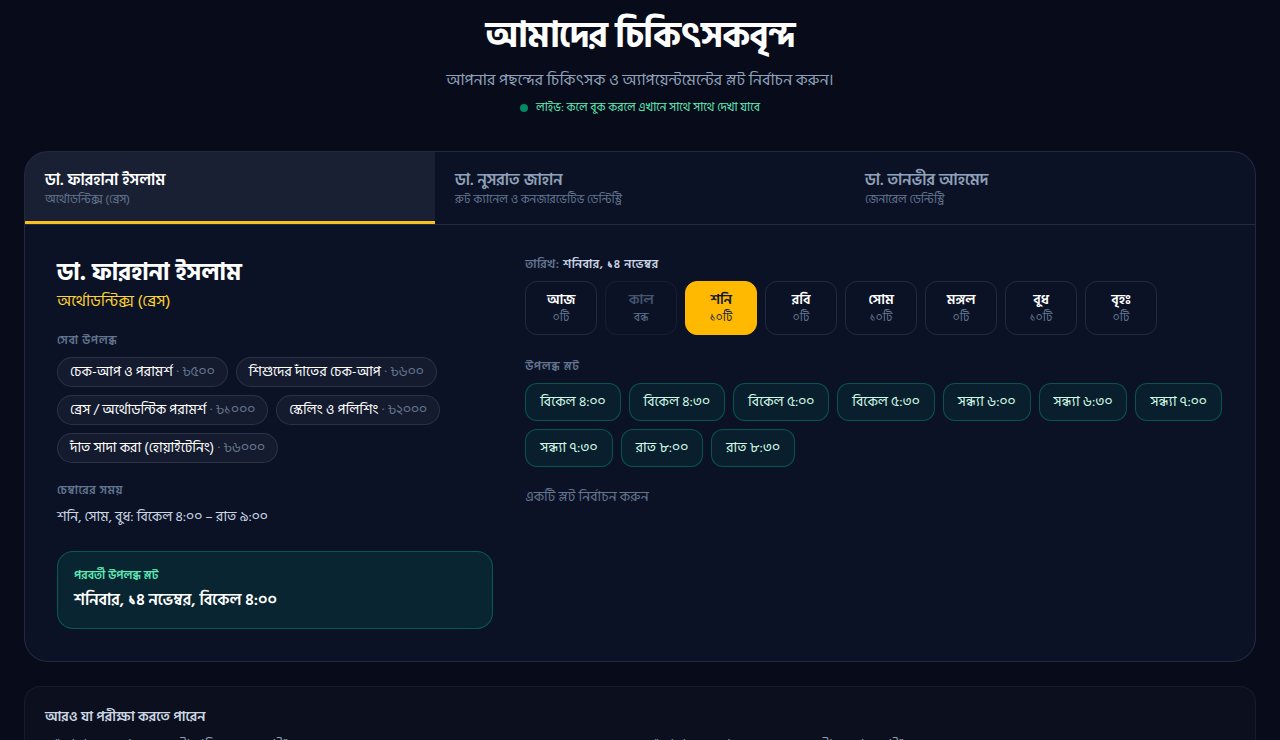 আমাদের চিকিৎসকবৃন্দ
আপনার পছন্দের চিকিৎসক ও অ্যাপয়েন্টমেন্টের স্লট নির্বাচন করুন।
লাইভ: কলে বুক করলে এখানে সাথে সাথে দেখা যাবে
ডা. ফারহানা ইসলাম
অর্থোডন্টিক্স (ব্রেস)
ডা. নুসরাত জাহান
রুট ক্যানেল ও কনজারভেটিভ ডেন্টিস্ট্রি
ডা. তানভীর আহমেদ
জেনারেল ডেন্টিস্ট্রি
ডা. ফারহানা ইসলাম
অর্থোডন্টিক্স (ব্রেস)
সেবা উপলব্ধ
চেক-আপ ও পরামর্শ · ৳৫০০
শিশুদের দাঁতের চেক-আপ · ৳৬০০
ব্রেস / অর্থোডন্টিক পরামর্শ · ৳১০০০
স্কেলিং ও পলিশিং · ৳২০০০
দাঁত সাদা করা (হোয়াইটেনিং) · ৳৬০০০
চেম্বারের সময়
শনি, সোম, বুধ: বিকেল ৪:০০ – রাত ৯:০০
পরবর্তী উপলব্ধ স্লট
শনিবার, ১৪ নভেম্বর, বিকেল ৪:০০
তারিখ: শনিবার, ১৪ নভেম্বর
আজ
০টি
কাল
বন্ধ
শনি
১০টি
রবি
০টি
সোম
১০টি
মঙ্গল
০টি
বুধ
১০টি
বৃহঃ
০টি
উপলব্ধ স্লট
বিকেল ৪:০০
বিকেল ৪:৩০
বিকেল ৫:০০
বিকেল ৫:৩০
সন্ধ্যা ৬:০০
সন্ধ্যা ৬:৩০
সন্ধ্যা ৭:০০
সন্ধ্যা ৭:৩০
রাত ৮:০০
রাত ৮:৩০
একটি স্লট নির্বাচন করুন
আরও যা পরীক্ষা করতে পারেন